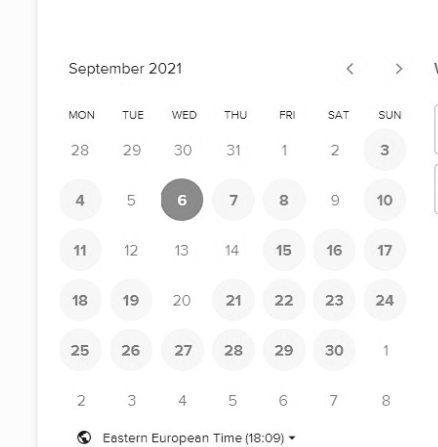 September 2021
MON TUE WED THU FRI SAT SUN
28 29 30 31 1 2 3
4 5 6 7 8 9 10
11 12 13 14 15 16 17
18 19 20 21 22 23 24
25 26 27 28 29 30 1
2 3 4 5 6 7 8
Eastern European Time (18:09)